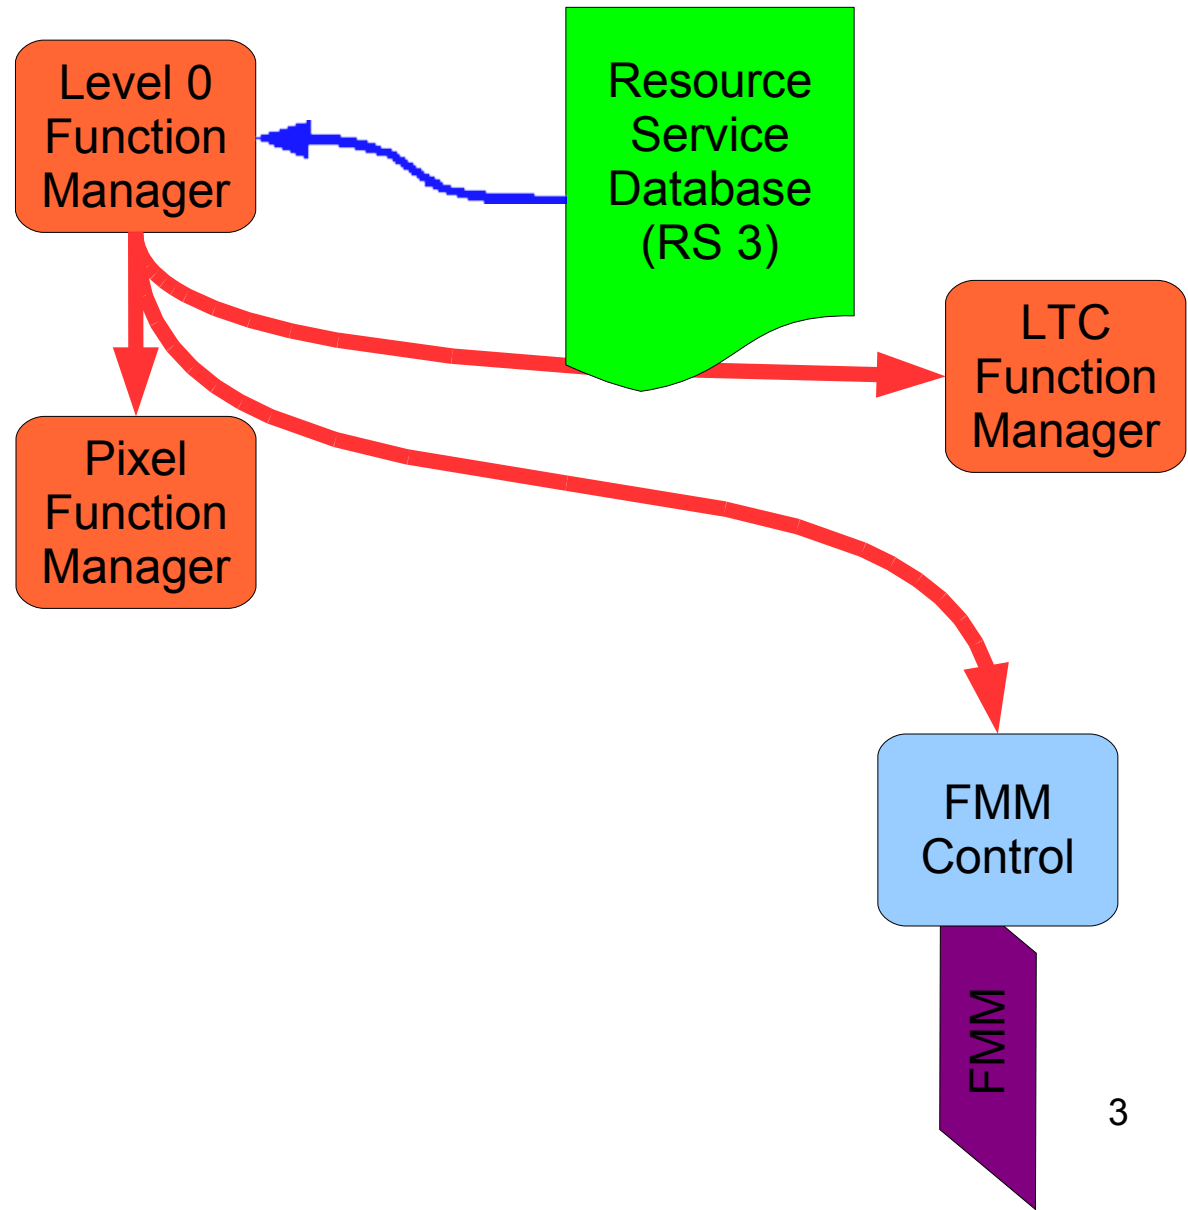 Level 0
Function
Manager
Resource
Service
Database
(RS 3)
LTC
Function
Manager
Pixel
Function
Manager
FMM
Control
FMM
3